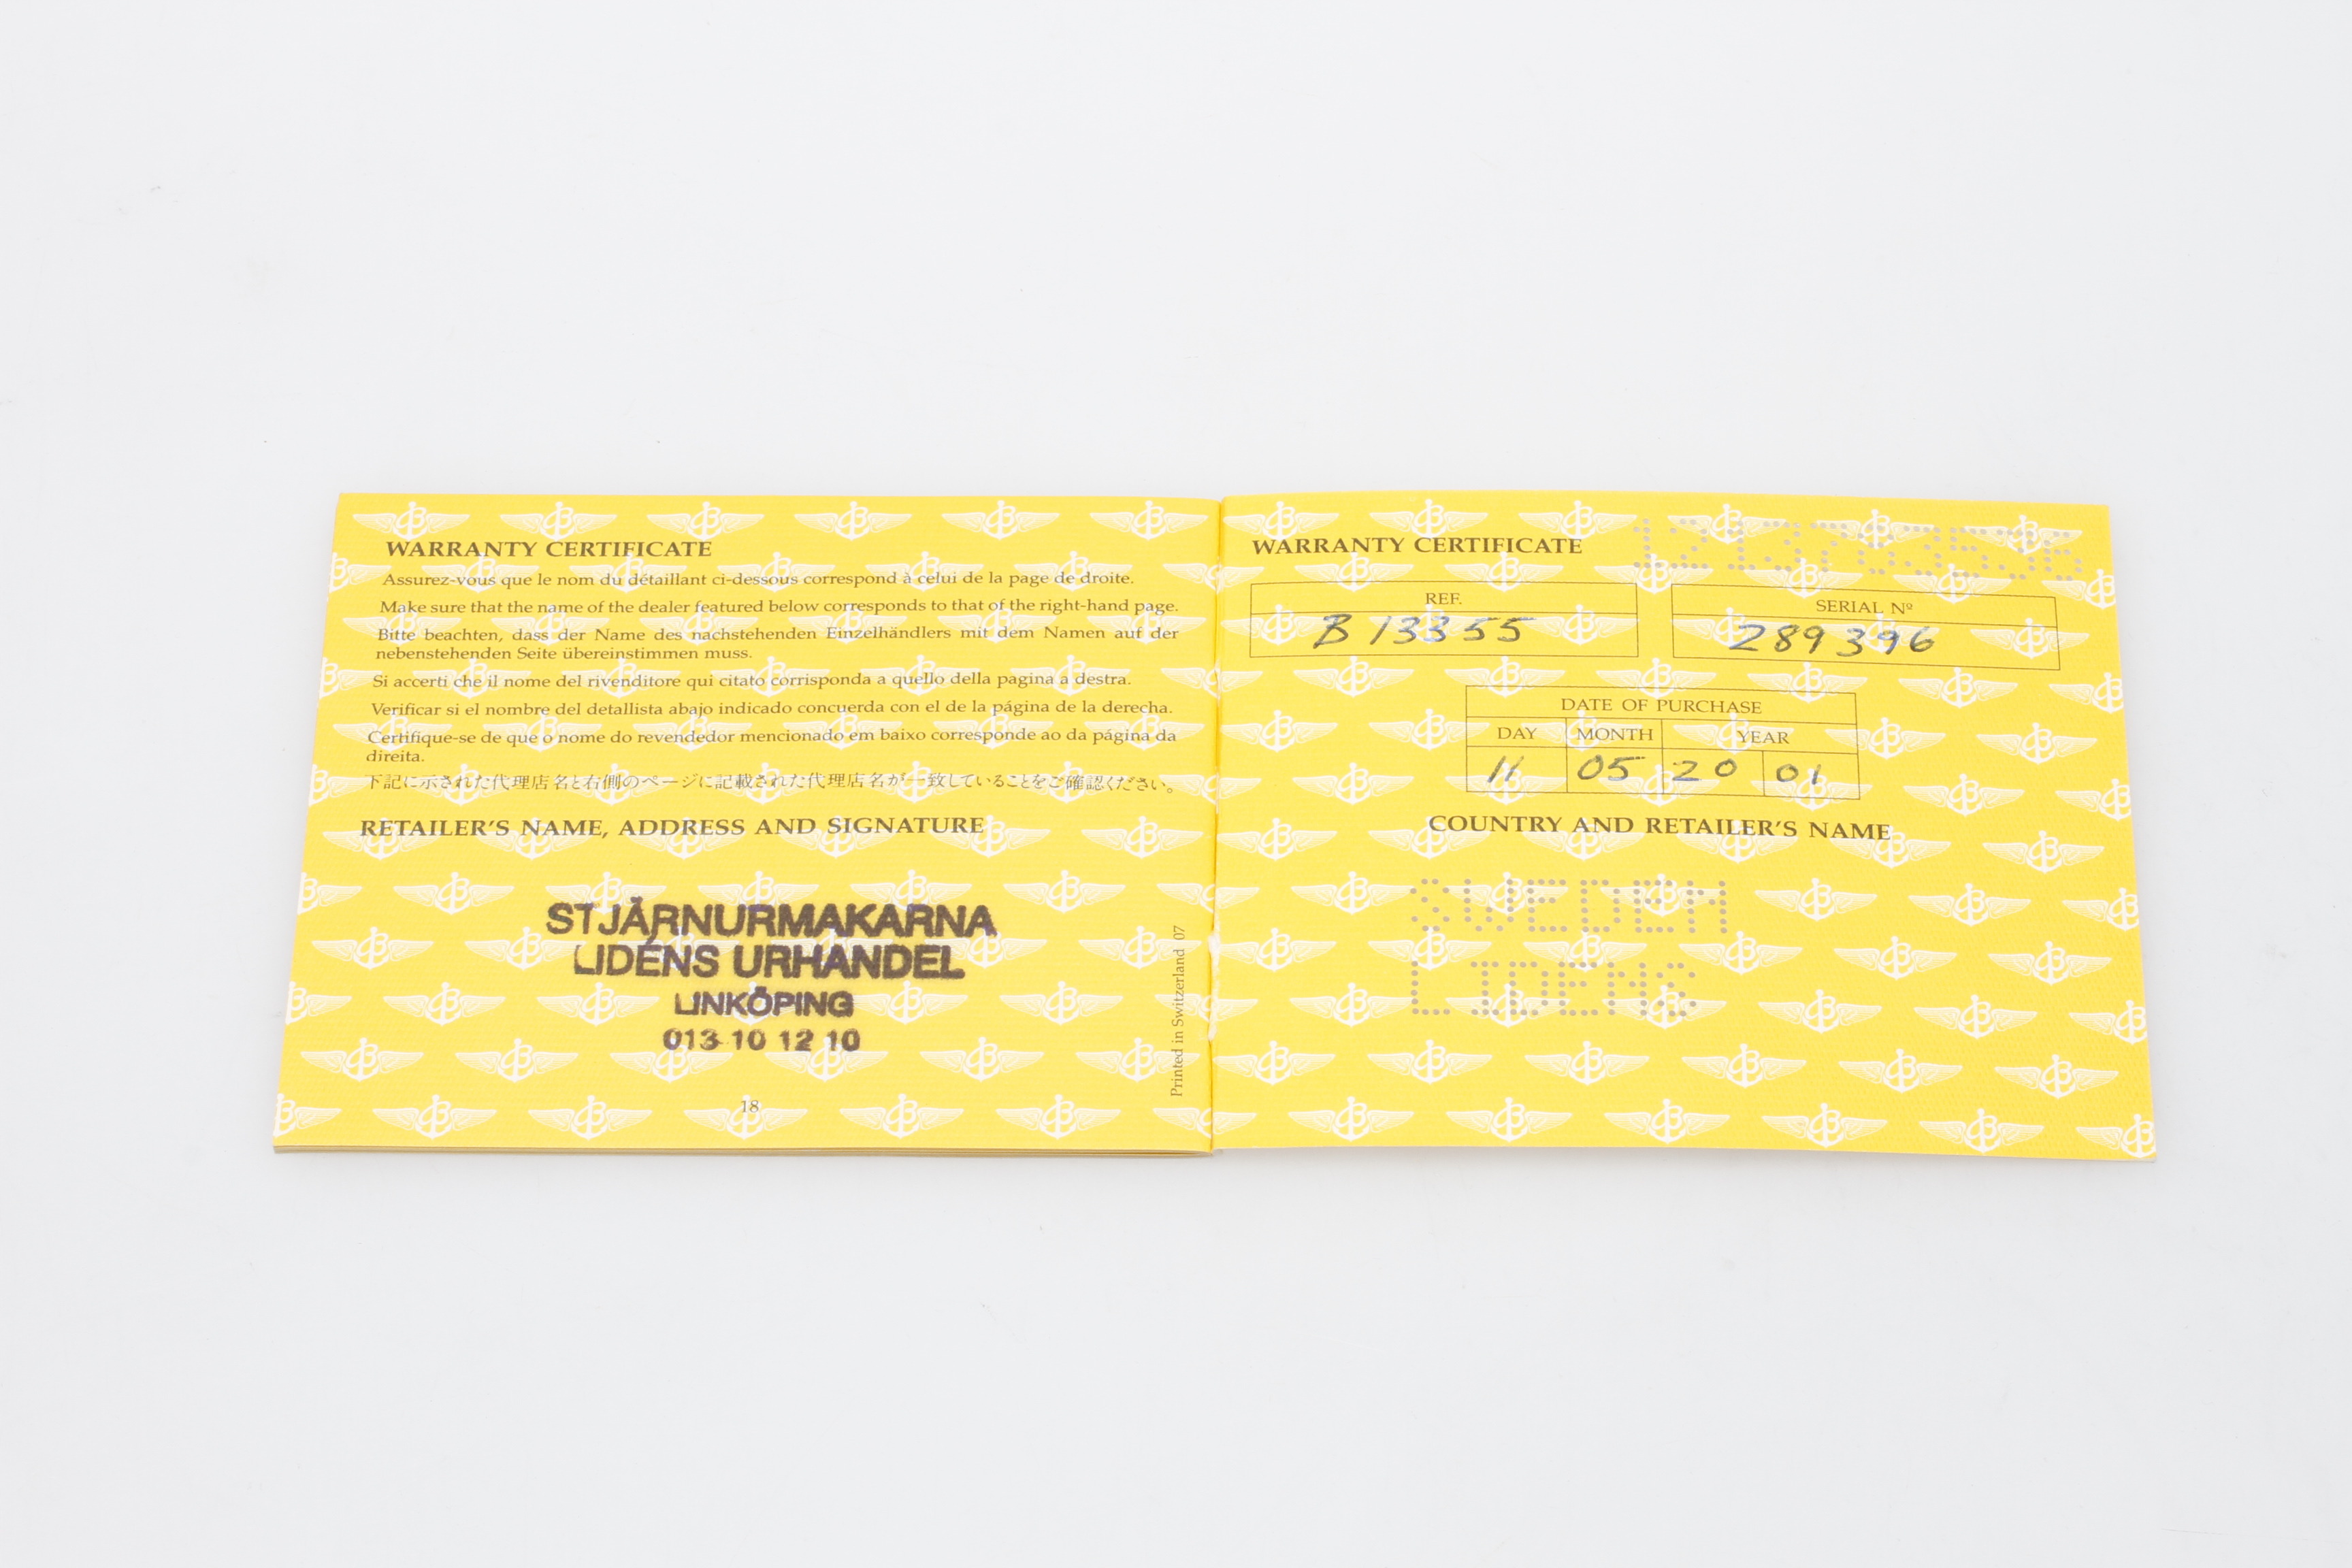 WARRANTY CERTIFICATE
Assurez-vous que le nom du détaillant ci-dessous correspond à celui de la page de droite.
Make sure that the name of the dealer featured below corresponds to that of the right-hand page.
Bitte beachten, dass der Name des nachstehenden Einzelhändlers mit dem Namen auf der
nebenstehenden Seite übereinstimmen muss.
Si accerti che il nome del rivenditore qui citato corrisponda a quello della pagina a destra.
Verificar si el nombre del detallista abajo indicado concuerda con el de la página de la derecha.
Certifique-se de que o nome do revendedor mencionado em baixo corresponde ao da página da
direita.
下記に示された代理店名と右側のページに記載された代理店名が一致していることをご確認ください。
RETAILER'S NAME, ADDRESS AND SIGNATURE
STJÄRNURMAKARNA
LIDÉNS URHANDEL
LINKÖPING
013-10 12 10
18
Printed in Switzerland 07
WARRANTY CERTIFICATE
REF.
B 13355
SERIAL Nº
289396
DATE OF PURCHASE
DAY MONTH YEAR
11 05 20 01
COUNTRY AND RETAILER'S NAME
SWEDEN
LIDENS